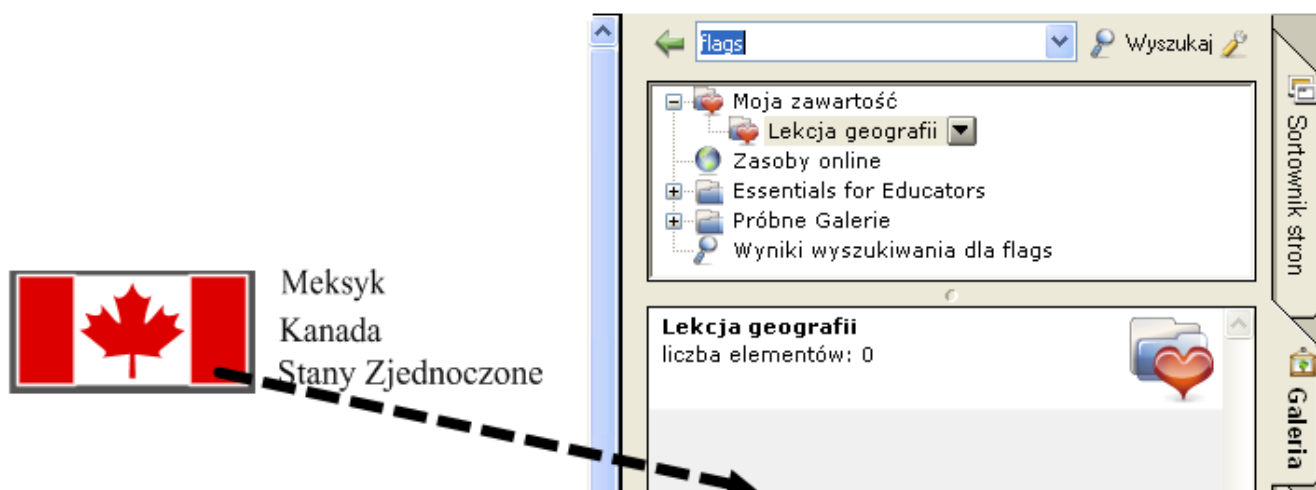 flags
Wyszukaj
Moja zawartość
Lekcja geografii
Zasoby online
Essentials for Educators
Próbne Galerie
Wyniki wyszukiwania dla flags
Meksyk
Kanada
Stany Zjednoczone
Lekcja geografii
liczba elementów: 0
Sortownik stron
Galeria